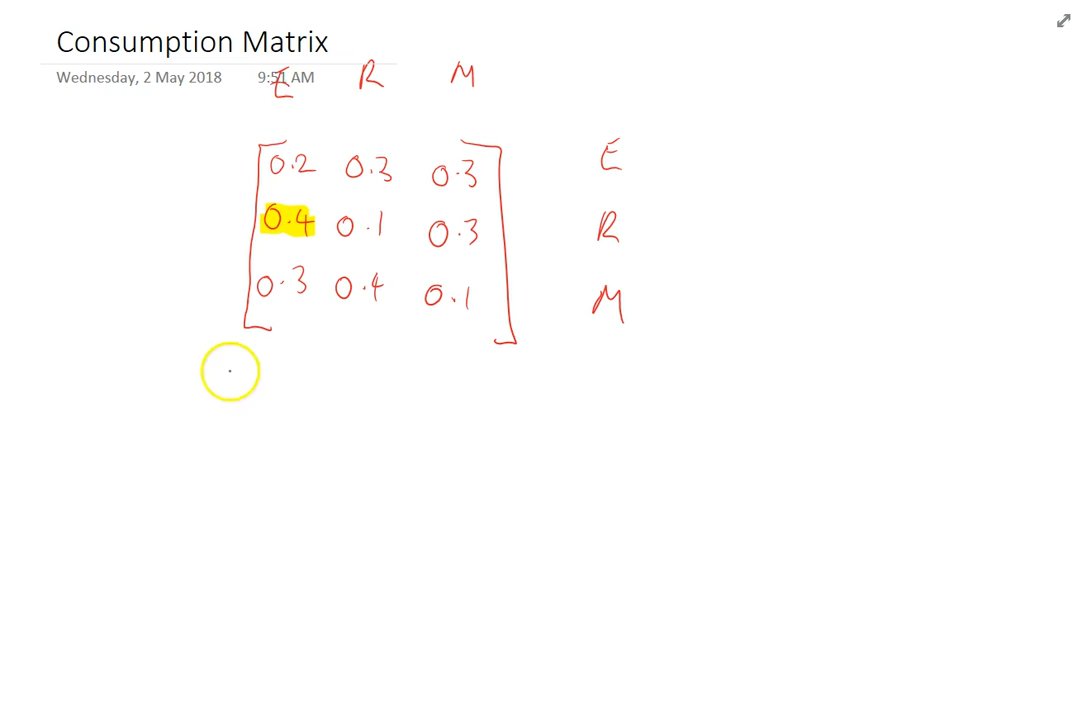 Consumption Matrix
Wednesday, 2 May 2018 9:51 AM
E R M
0.2 0.3 0.3 E
0.4 0.1 0.3 R
0.3 0.4 0.1 M